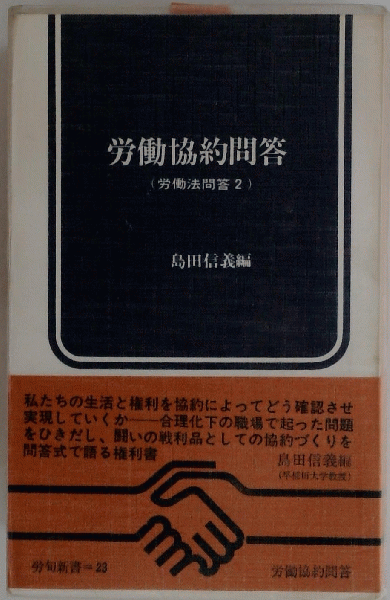 労働協約問答
(労働法問答2)
島田信義編
私たちの生活と権利を協約によってどう確認させ
実現していくか——合理化下の職場で起った問題
をひきだし、闘いの戦利品としての協約づくりを
問答式で語る権利書
島田信義編
(早稲田大学教授)
労旬新書=23
労働協約問答